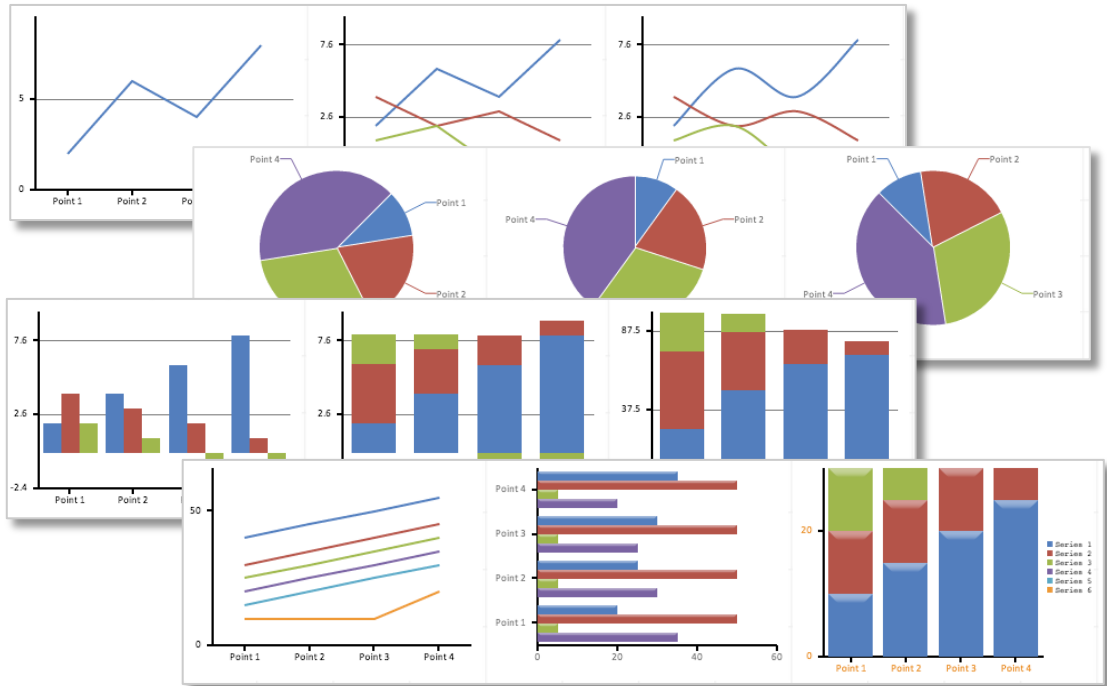 5
0
Point 1
Point 2
7.6
2.6
7.6
2.6
Point 4
Point 1
Point 2
Point 1
Point 2
Point 4
Point 1
Point 2
Point 3
Point 4
7.6
2.6
-2.4
Point 1
Point 2
7.6
2.6
87.5
37.5
50
0
Point 1
Point 2
Point 3
Point 4
Point 4
Point 3
Point 2
Point 1
0
20
40
60
20
0
Point 1
Point 2
Point 3
Point 4
Series 1
Series 2
Series 3
Series 4
Series 5
Series 6